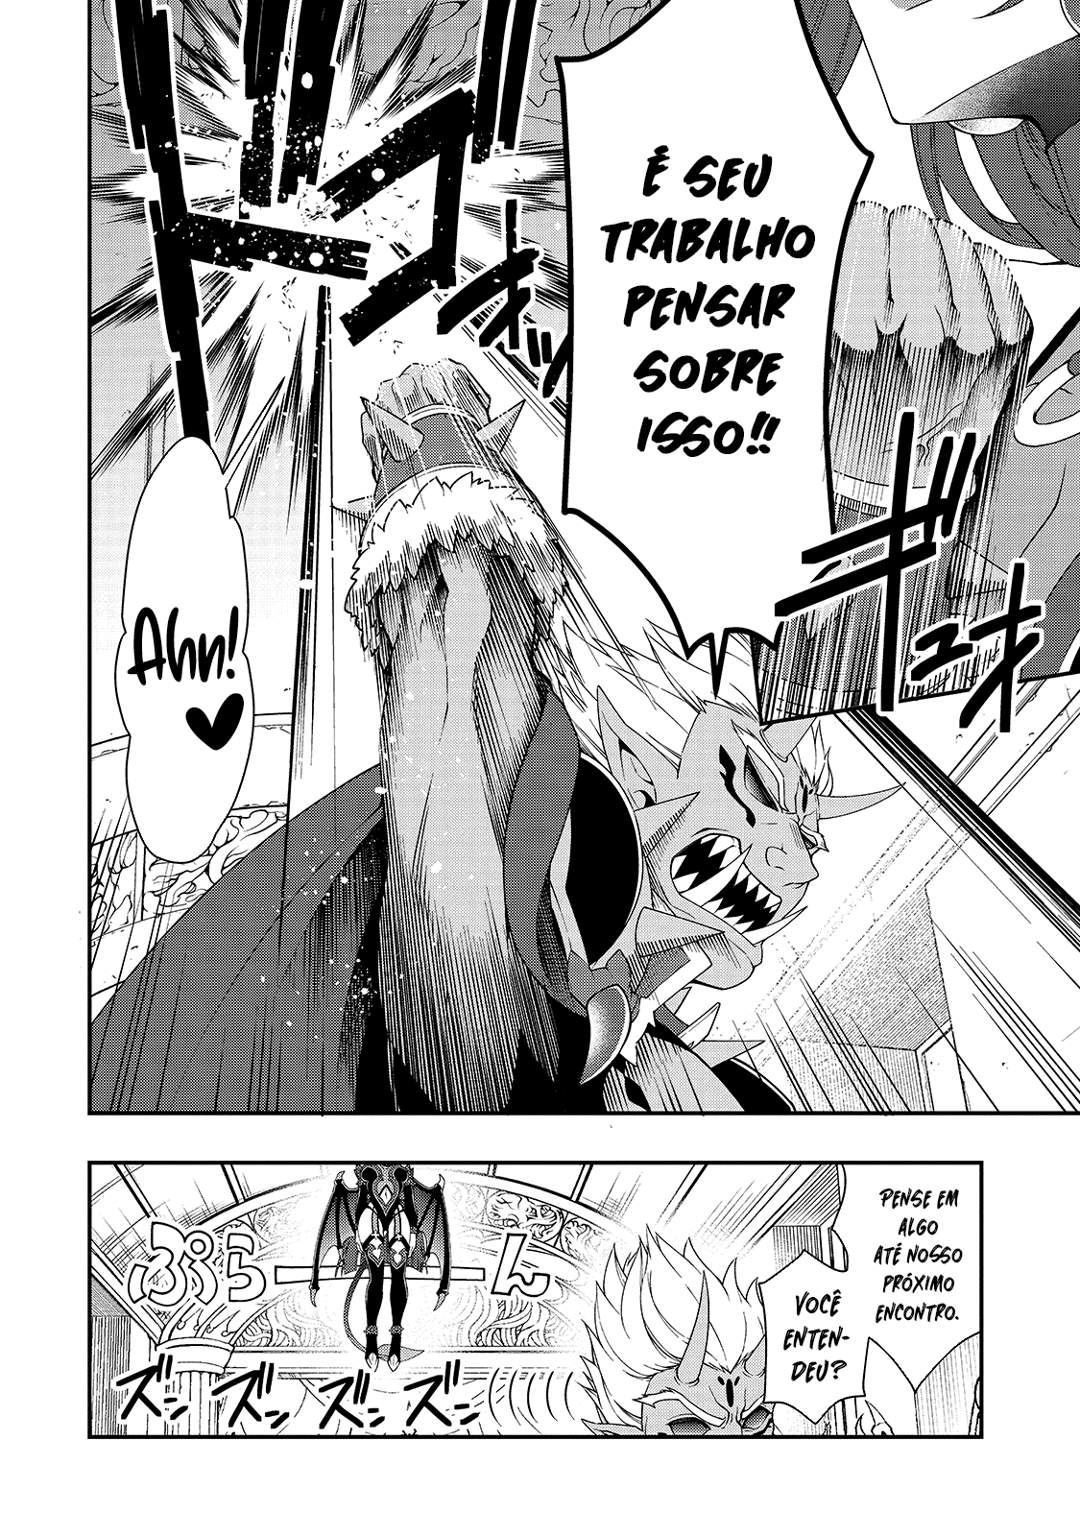 É SEU
TRABALHO
PENSAR
SOBRE
ISSO!!
Ahn!
PENSE EM
ALGO
ATÉ NOSSO
PRÓXIMO
ENCONTRO.
VOCÊ
ENTEN-
DEU?
ぷらーん
ズン ズン ズン ズン